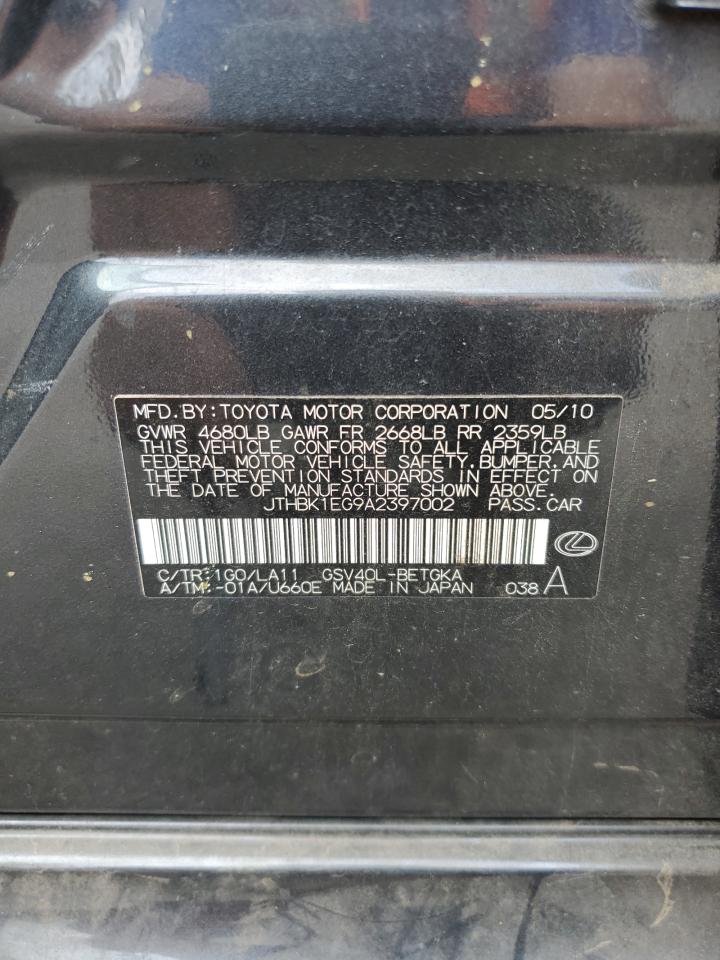 MFD.BY:TOYOTA MOTOR CORPORATION 05/10
GVWR 4680LB GAWR FR 2668LB RR 2359LB
THIS VEHICLE CONFORMS TO ALL APPLICABLE
FEDERAL MOTOR VEHICLE SAFETY,BUMPER,AND
THEFT PREVENTION STANDARDS IN EFFECT ON
THE DATE OF MANUFACTURE SHOWN ABOVE.
JTHBK1EG9A2397002 PASS.CAR
C/TR:1G0/LA11 GSV40L-BETGKA
A/TM:-01A/U660E MADE IN JAPAN 038 A